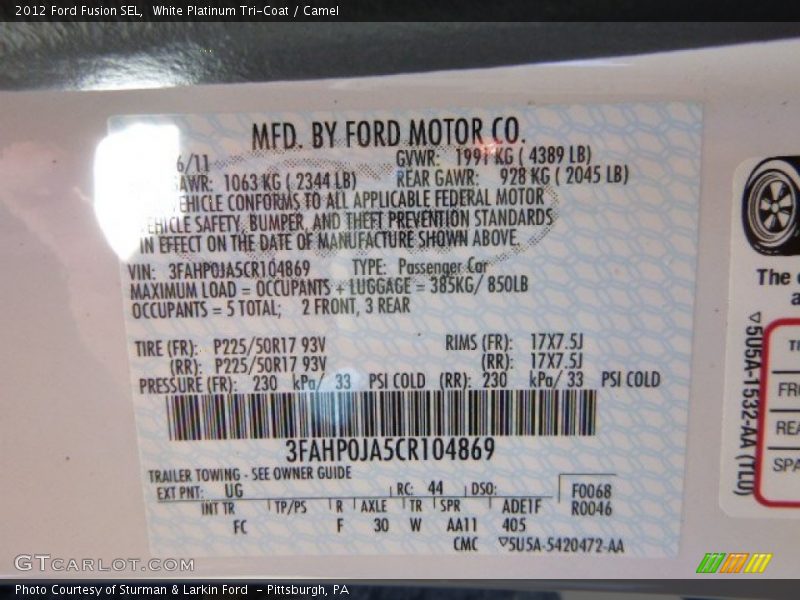 2012 Ford Fusion SEL, White Platinum Tri-Coat / Camel
MFD. BY FORD MOTOR CO.
6/11 GVWR: 1991 KG ( 4389 LB)
GAWR: 1063 KG ( 2344 LB) REAR GAWR: 928 KG ( 2045 LB)
VEHICLE CONFORMS TO ALL APPLICABLE FEDERAL MOTOR
VEHICLE SAFETY, BUMPER, AND THEFT PREVENTION STANDARDS
IN EFFECT ON THE DATE OF MANUFACTURE SHOWN ABOVE.
VIN: 3FAHP0JA5CR104869 TYPE: Passenger Car
MAXIMUM LOAD = OCCUPANTS + LUGGAGE = 385KG/ 850LB
OCCUPANTS = 5 TOTAL; 2 FRONT, 3 REAR
TIRE (FR): P225/50R17 93V RIMS (FR): 17X7.5J
(RR): P225/50R17 93V (RR): 17X7.5J
PRESSURE (FR): 230 kPa/ 33 PSI COLD (RR): 230 kPa/ 33 PSI COLD
3FAHP0JA5CR104869
TRAILER TOWING - SEE OWNER GUIDE
EXT PNT: UG RC: 44 DSO: F0068
INT TR TP/PS R AXLE TR SPR ADE1F R0046
FC F 30 W AA11 405
CMC ▽5U5A-5420472-AA
The
▽5U5A-1532-AA (TLU)
GTCARLOT.COM
Photo Courtesy of Sturman & Larkin Ford - Pittsburgh, PA